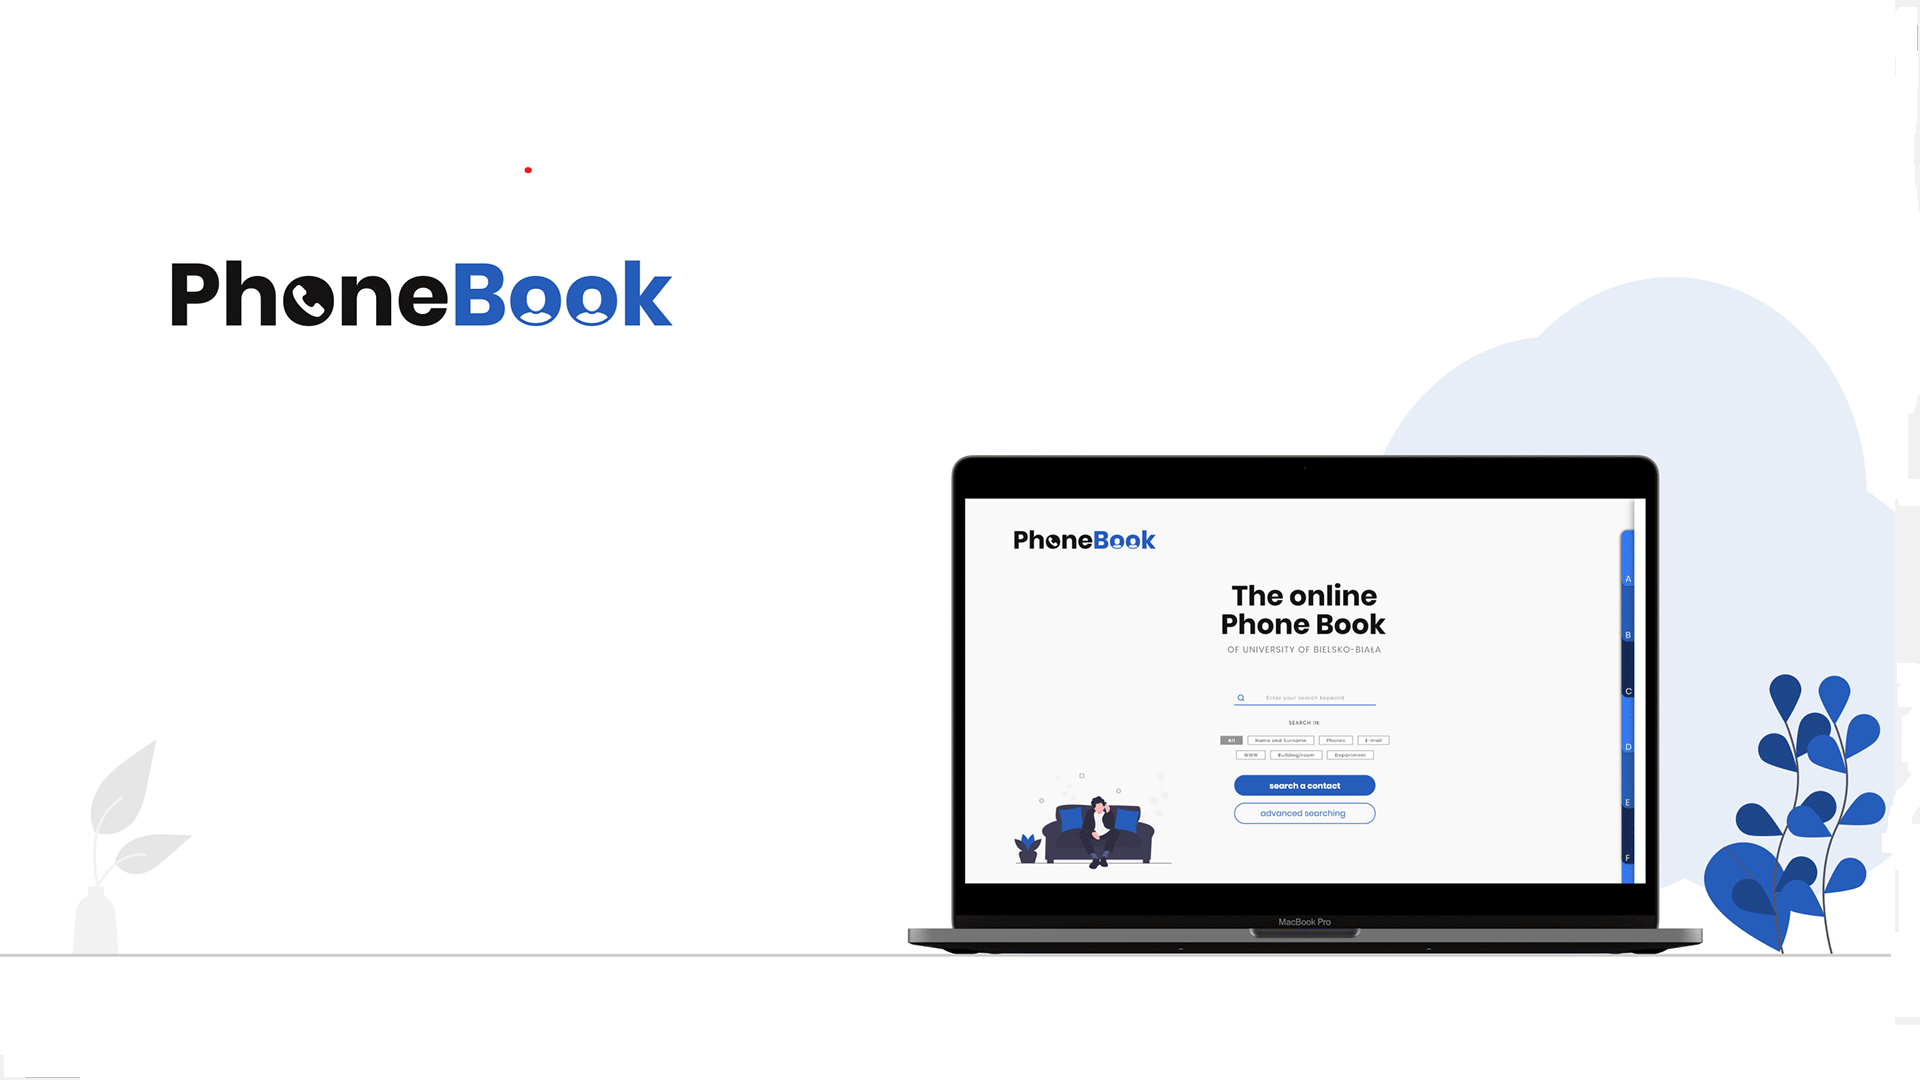 PhoneBook
PhoneBook
The online
Phone Book
OF UNIVERSITY OF BIELSKO-BIAŁA
Enter your search keyword
SEARCH IN:
All Name and Surname Phones E-mail
WWW Building/room Department
search a contact
advanced searching
A
B
C
D
E
F
MacBook Pro